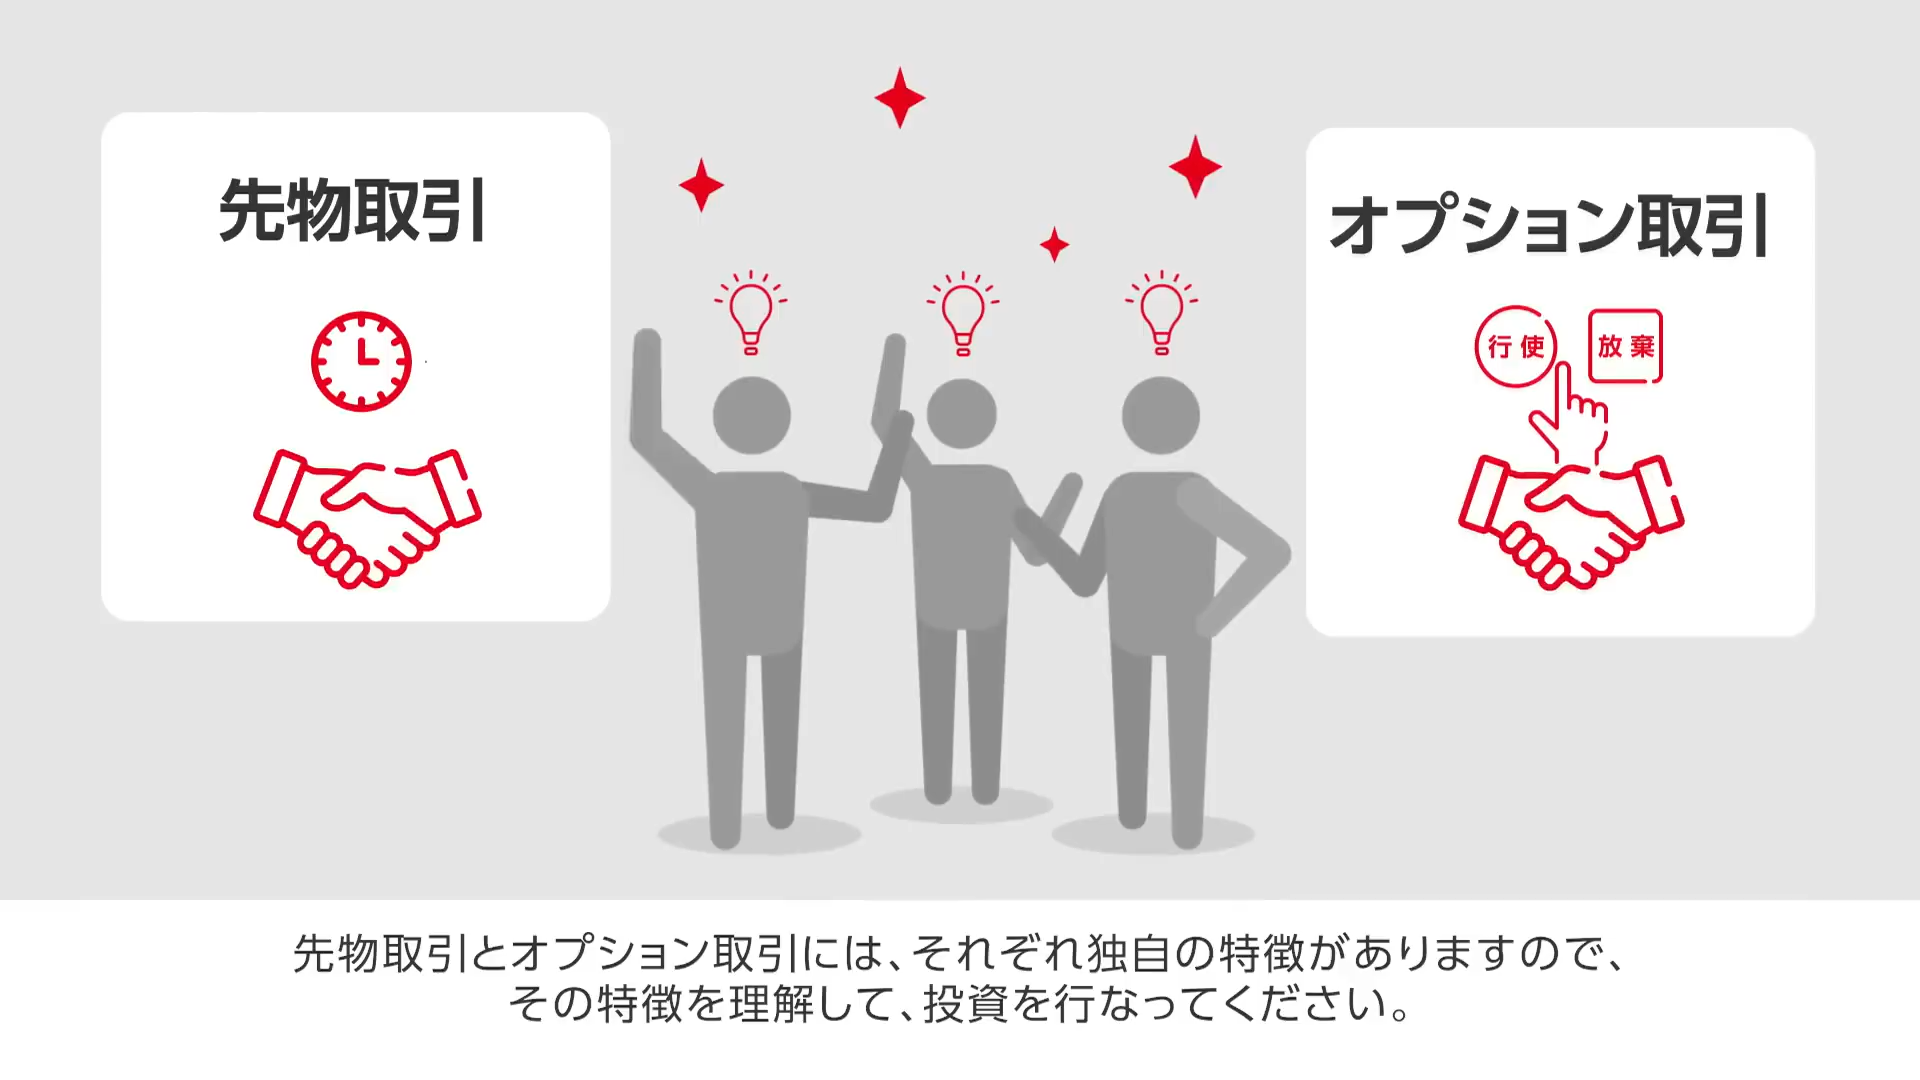 先物取引
オプション取引
行使
放棄
先物取引とオプション取引には、それぞれ独自の特徴がありますので、
その特徴を理解して、投資を行なってください。